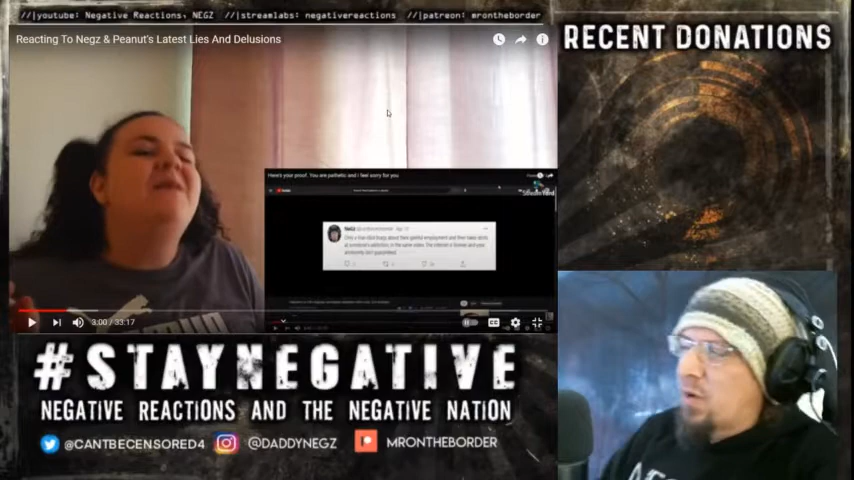 //|youtube: Negative Reactions, NEGZ //|streamlabs: negativereactions //|patreon: mrontheborder
Reacting To Negz & Peanut's Latest Lies And Delusions
RECENT DONATIONS
Here's your proof. You are pathetic and I feel sorry for you
Negz
3:00 / 33:17
CC
#STAYNEGATIVE
NEGATIVE REACTIONS AND THE NEGATIVE NATION
@CANTBECENSORED4 @DADDYNEGZ MRONTHEBORDER